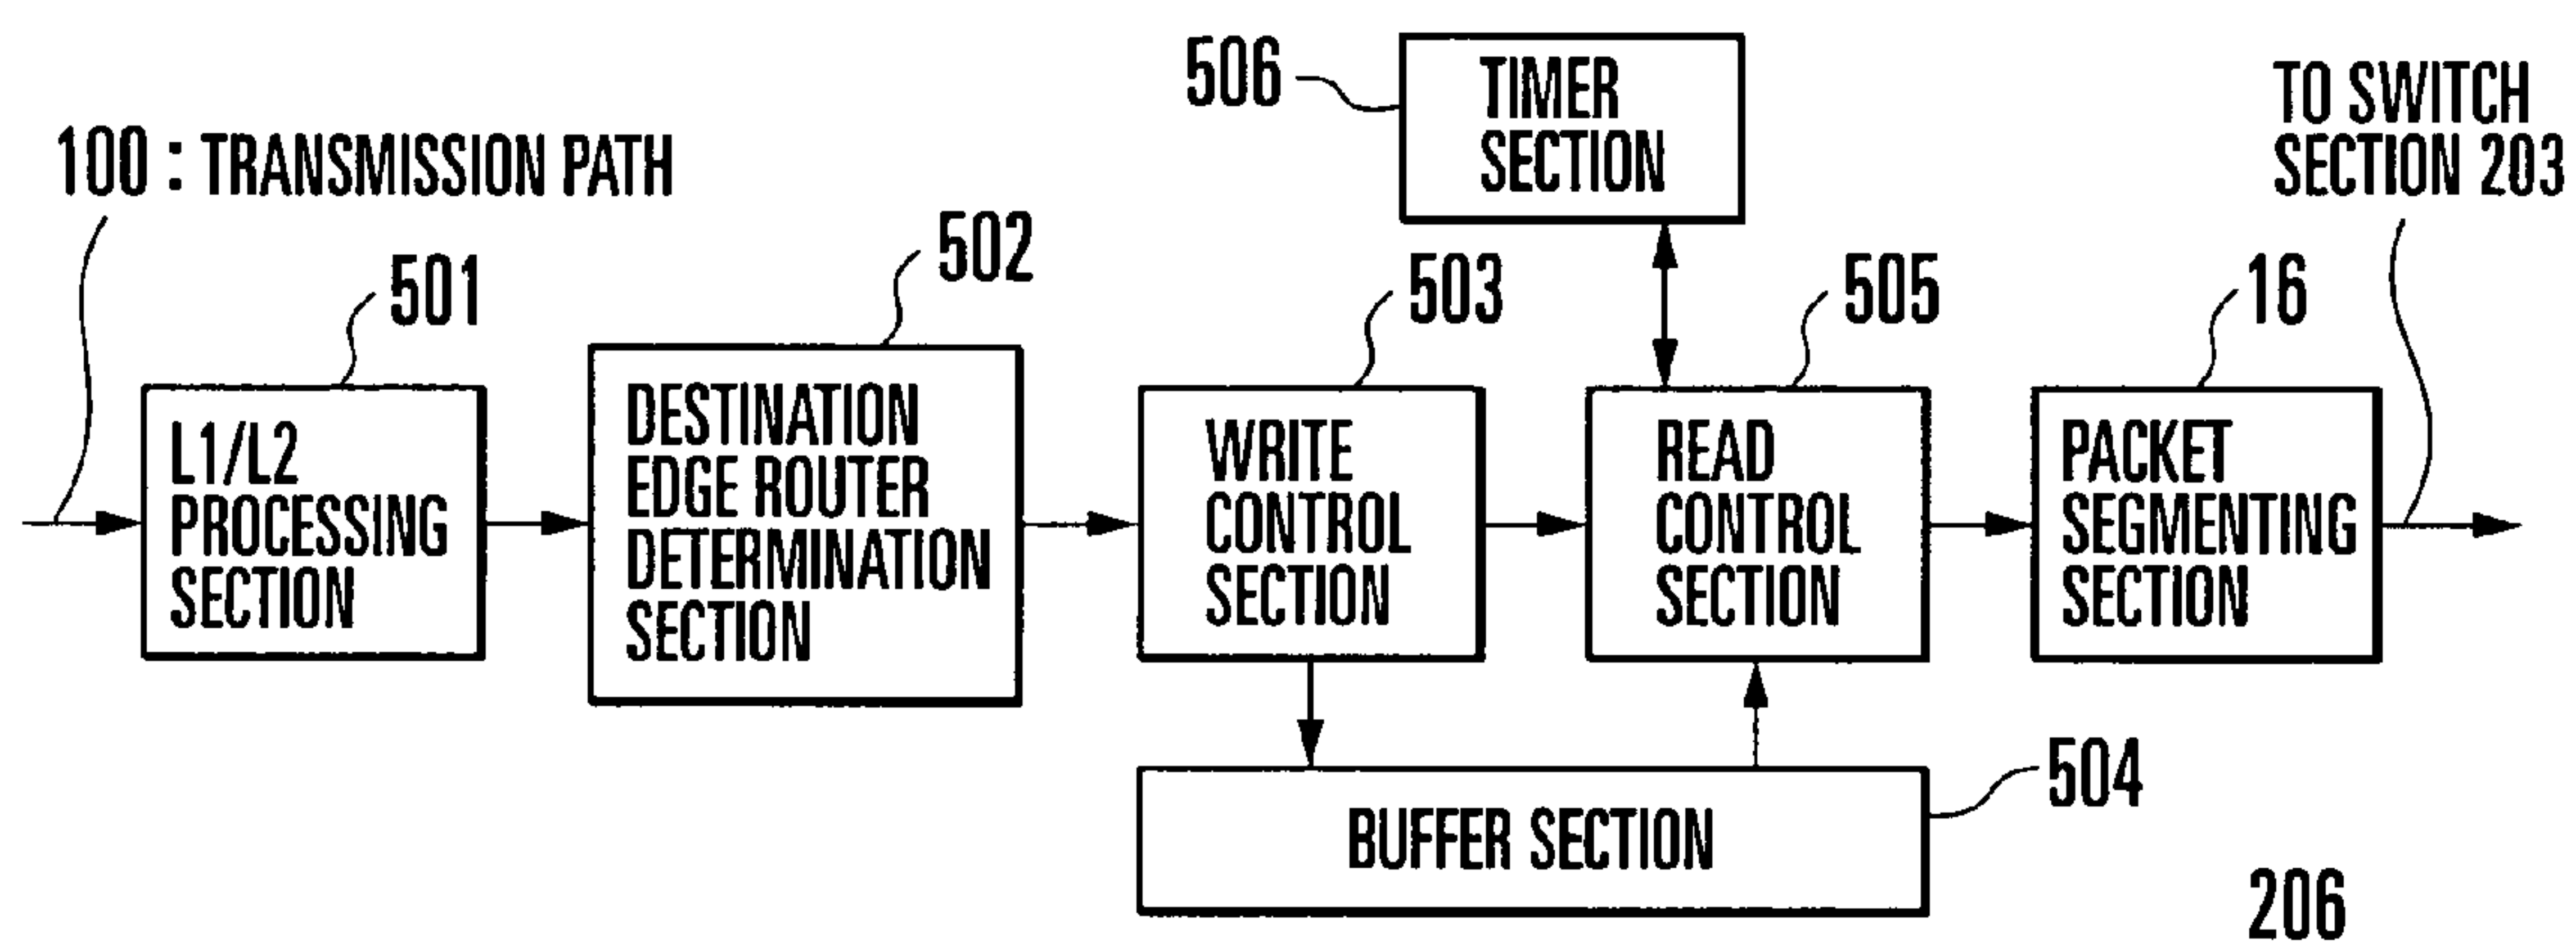 506
TIMER
SECTION
TO SWITCH
SECTION 203
100 : TRANSMISSION PATH
501
502
503
505
16
L1/L2
PROCESSING
SECTION
DESTINATION
EDGE ROUTER
DETERMINATION
SECTION
WRITE
CONTROL
SECTION
READ
CONTROL
SECTION
PACKET
SEGMENTING
SECTION
BUFFER SECTION
504
206